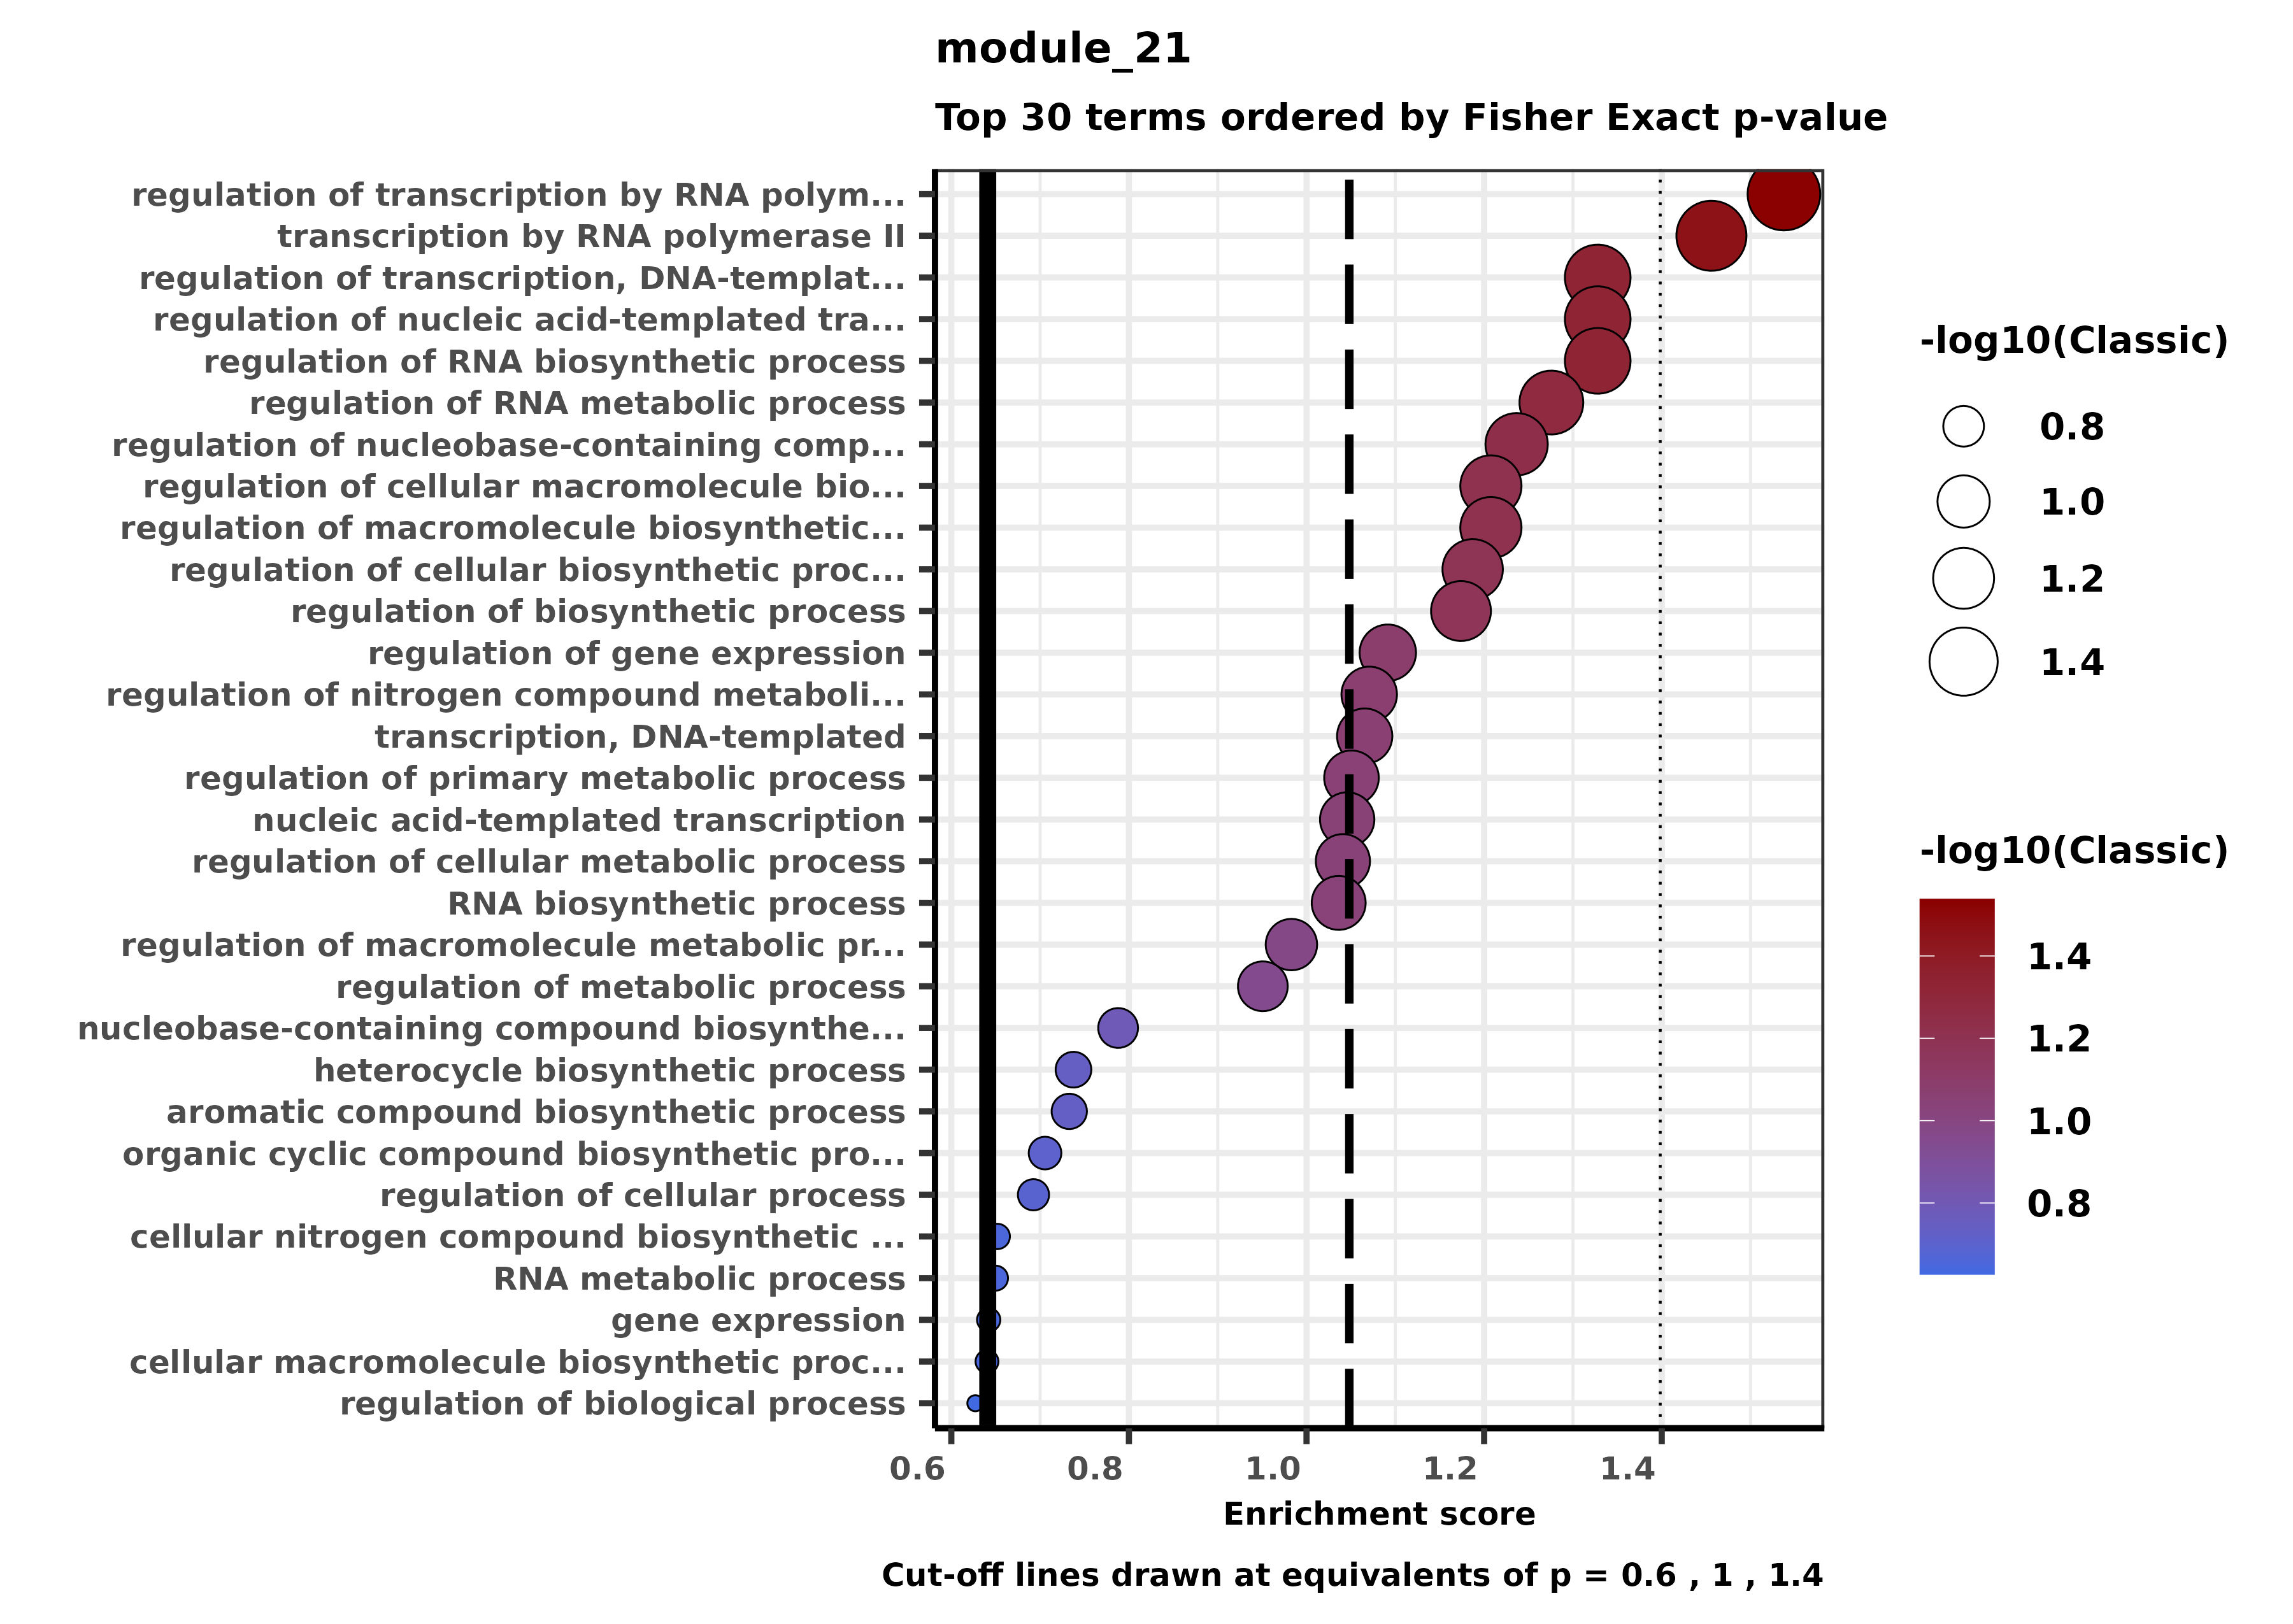 module_21
Top 30 terms ordered by Fisher Exact p-value
regulation of transcription by RNA polym...
transcription by RNA polymerase II
regulation of transcription, DNA-templat...
regulation of nucleic acid-templated tra...
regulation of RNA biosynthetic process
regulation of RNA metabolic process
regulation of nucleobase-containing comp...
regulation of cellular macromolecule bio...
regulation of macromolecule biosynthetic...
regulation of cellular biosynthetic proc...
regulation of biosynthetic process
regulation of gene expression
regulation of nitrogen compound metaboli...
transcription, DNA-templated
regulation of primary metabolic process
nucleic acid-templated transcription
regulation of cellular metabolic process
RNA biosynthetic process
regulation of macromolecule metabolic pr...
regulation of metabolic process
nucleobase-containing compound biosynthe...
heterocycle biosynthetic process
aromatic compound biosynthetic process
organic cyclic compound biosynthetic pro...
regulation of cellular process
cellular nitrogen compound biosynthetic ...
RNA metabolic process
gene expression
cellular macromolecule biosynthetic proc...
regulation of biological process
0.6 0.8 1.0 1.2 1.4
Enrichment score
Cut-off lines drawn at equivalents of p = 0.6 , 1 , 1.4
-log10(Classic)
0.8
1.0
1.2
1.4
-log10(Classic)
1.4
1.2
1.0
0.8